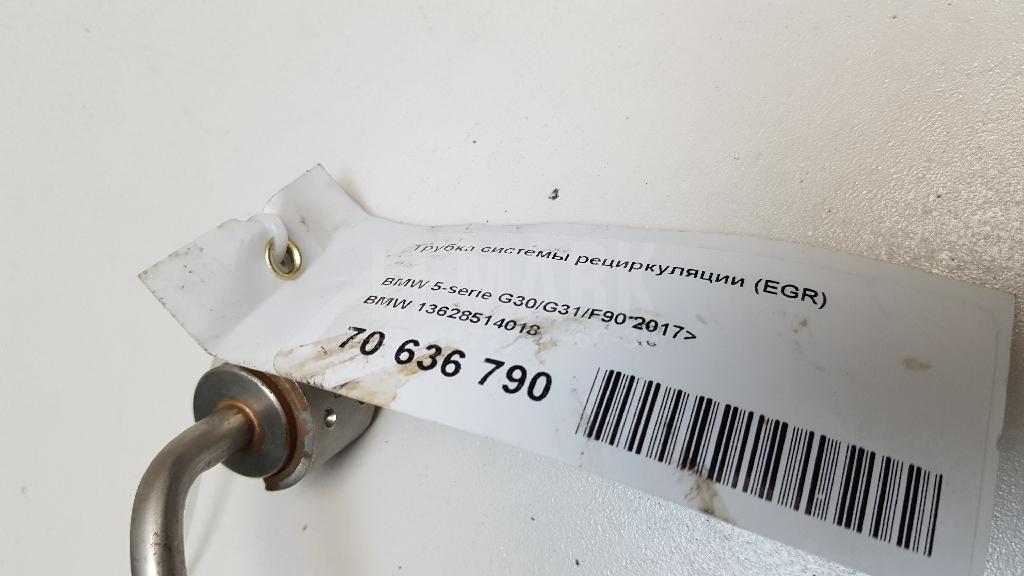 Трубка системы рециркуляции (EGR)
BMW 5-serie G30/G31/F90 2017>
BMW 13628514018
70 636 790